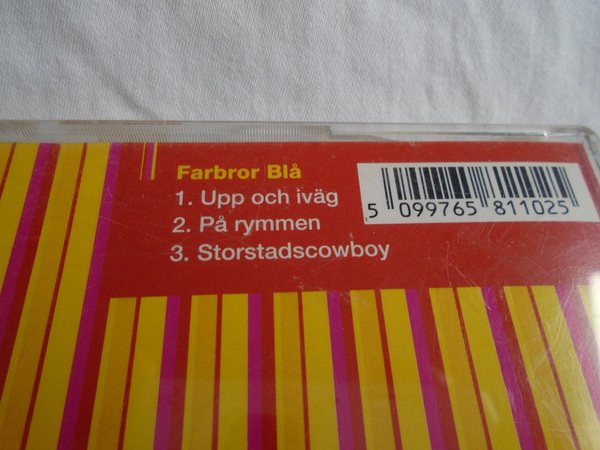 Farbror Blå
1. Upp och iväg
2. På rymmen
3. Storstadscowboy
5 099765 811025